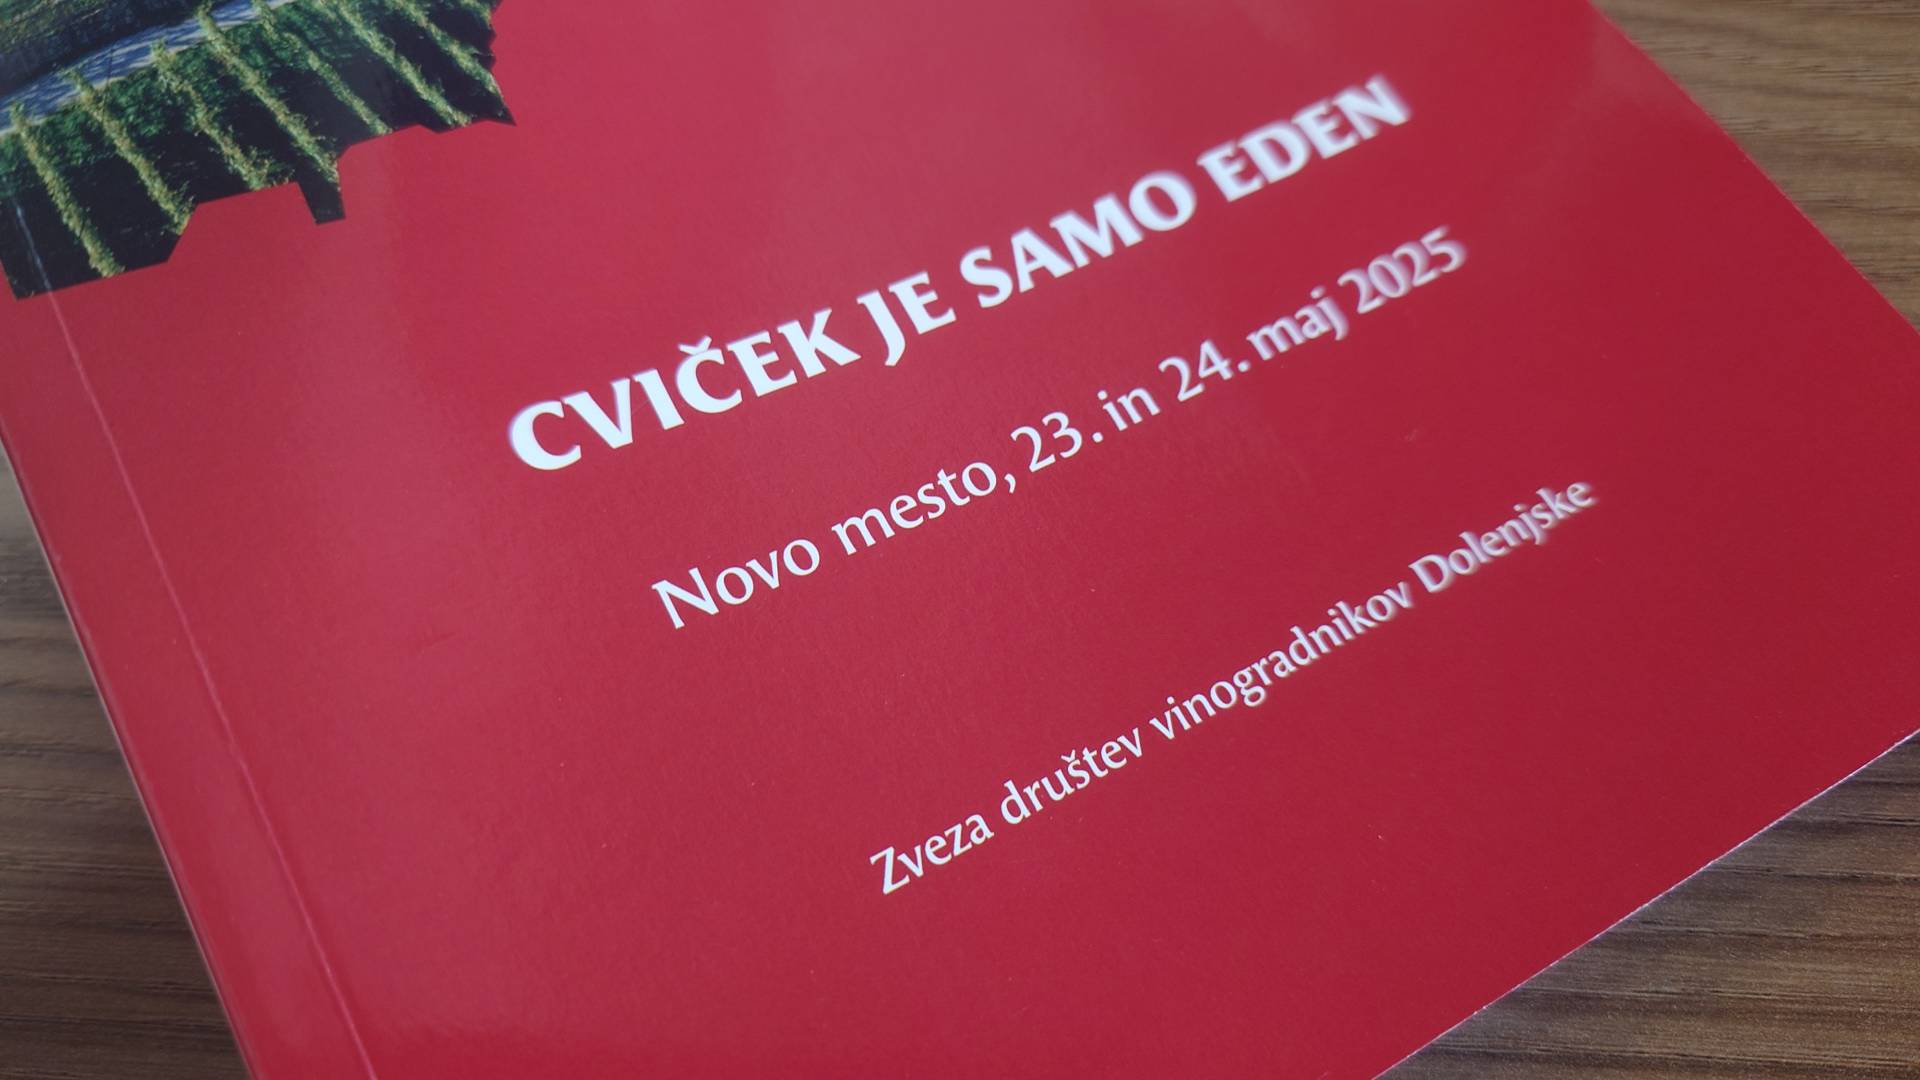 CVIČEK JE SAMO EDEN
Novo mesto, 23. in 24. maj 2025
Zveza društev vinogradnikov Dolenjske